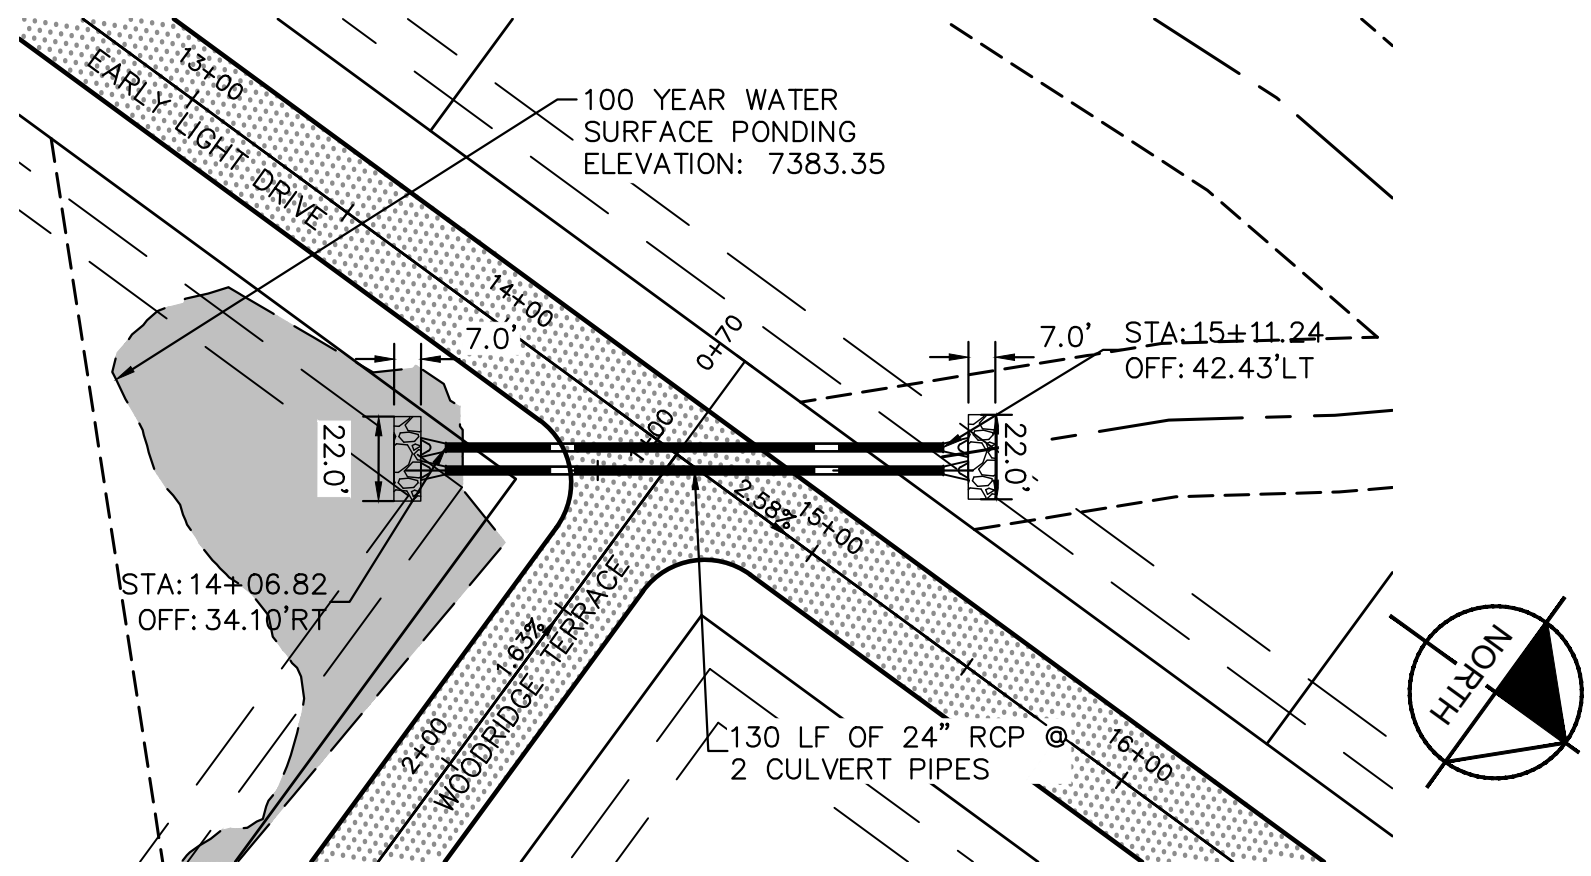 13+00
EARLY LIGHT DRIVE
100 YEAR WATER
SURFACE PONDING
ELEVATION: 7383.35
14+00
7.0'
0+70
7.0'
STA:15+11.24
OFF:42.43'LT
22.0'
22.0'
2.58%
15+00
STA:14+06.82
OFF:34.10'RT
1.63%
WOODRIDGE TERRACE
2+00
130 LF OF 24" RCP @
2 CULVERT PIPES
16+00
NORTH